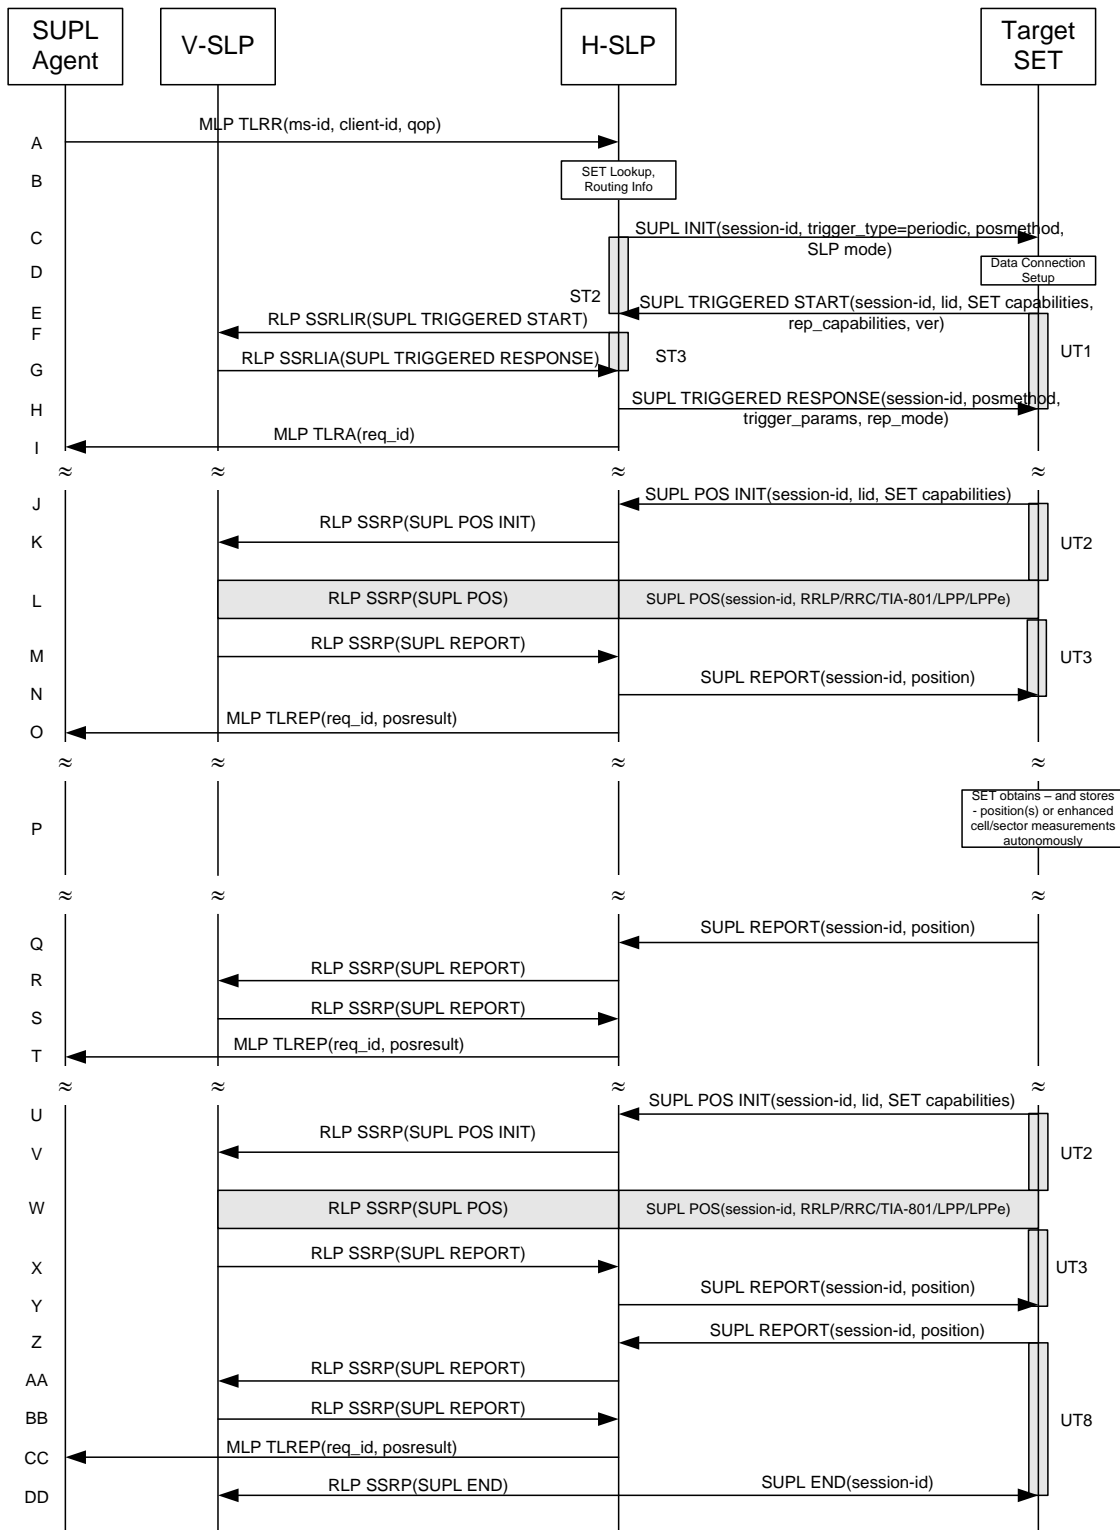 SUPL
Agent
V-SLP
H-SLP
Target
SET
A
MLP TLRR(ms-id, client-id, qop)
B
SET Lookup,
Routing Info
C
SUPL INIT(session-id, trigger_type=periodic, posmethod,
SLP mode)
D
Data Connection
Setup
ST2
E
SUPL TRIGGERED START(session-id, lid, SET capabilities,
rep_capabilities, ver)
F
RLP SSRLIR(SUPL TRIGGERED START)
UT1
G
RLP SSRLIA(SUPL TRIGGERED RESPONSE)
ST3
H
SUPL TRIGGERED RESPONSE(session-id, posmethod,
trigger_params, rep_mode)
I
MLP TLRA(req_id)
≈ ≈ ≈ ≈
J
SUPL POS INIT(session-id, lid, SET capabilities)
K
RLP SSRP(SUPL POS INIT)
UT2
L
RLP SSRP(SUPL POS)
SUPL POS(session-id, RRLP/RRC/TIA-801/LPP/LPPe)
M
RLP SSRP(SUPL REPORT)
UT3
N
SUPL REPORT(session-id, position)
O
MLP TLREP(req_id, posresult)
≈ ≈ ≈ ≈
P
SET obtains – and stores
- position(s) or enhanced
cell/sector measurements
autonomously
≈ ≈ ≈ ≈
Q
SUPL REPORT(session-id, position)
R
RLP SSRP(SUPL REPORT)
S
RLP SSRP(SUPL REPORT)
T
MLP TLREP(req_id, posresult)
≈ ≈ ≈ ≈
U
SUPL POS INIT(session-id, lid, SET capabilities)
V
RLP SSRP(SUPL POS INIT)
UT2
W
RLP SSRP(SUPL POS)
SUPL POS(session-id, RRLP/RRC/TIA-801/LPP/LPPe)
X
RLP SSRP(SUPL REPORT)
UT3
Y
SUPL REPORT(session-id, position)
Z
SUPL REPORT(session-id, position)
AA
RLP SSRP(SUPL REPORT)
BB
RLP SSRP(SUPL REPORT)
UT8
CC
MLP TLREP(req_id, posresult)
DD
RLP SSRP(SUPL END)
SUPL END(session-id)